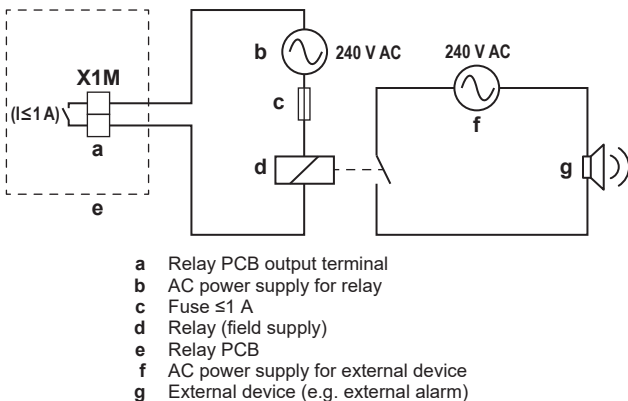 b 240 V AC 240 V AC
X1M
(I≤1 A)
c
f
a
d
g
e
a Relay PCB output terminal
b AC power supply for relay
c Fuse ≤1 A
d Relay (field supply)
e Relay PCB
f AC power supply for external device
g External device (e.g. external alarm)